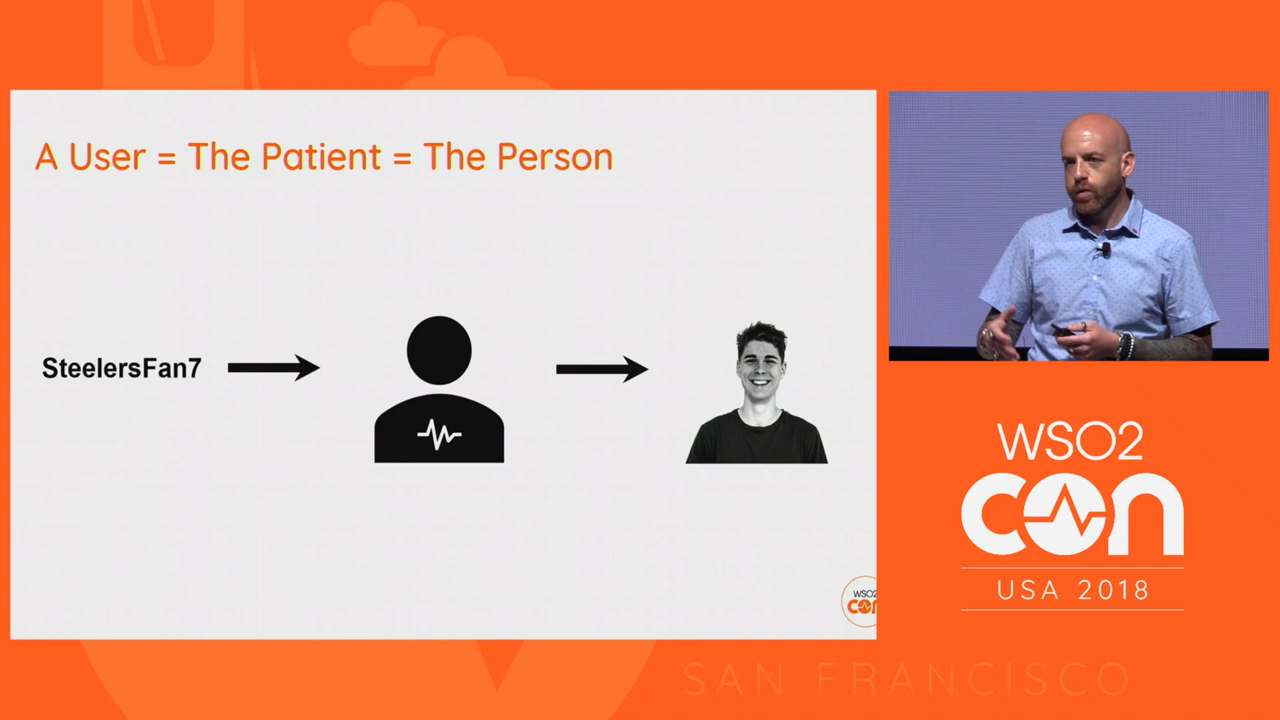 A User = The Patient = The Person
SteelersFan7
WSO2
CON
WSO2
con
USA 2018
SAN FRANCISCO